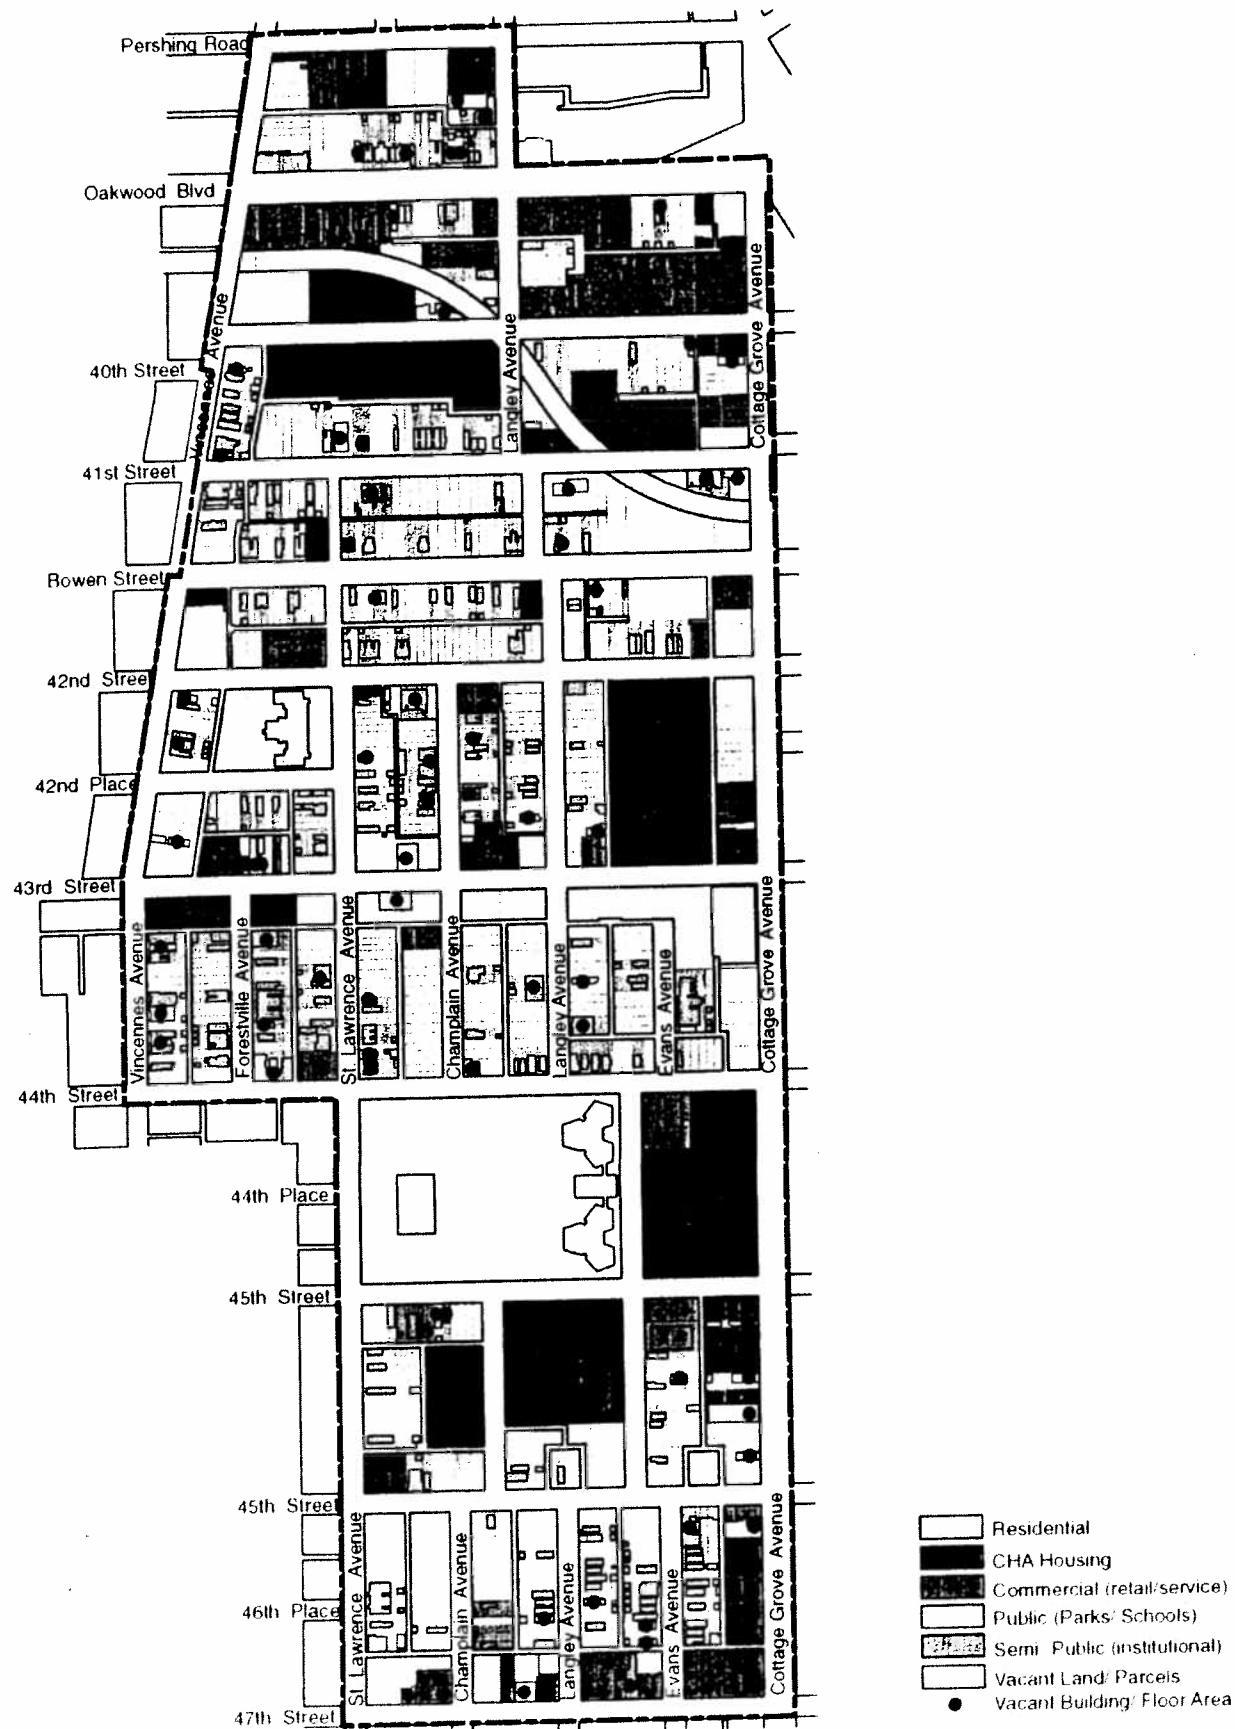 Pershing Road
Oakwood Blvd
Vincennes Avenue
Langley Avenue
Cottage Grove Avenue
40th Street
41st Street
Bowen Street
42nd Street
42nd Place
43rd Street
Vincennes Avenue
Forestville Avenue
St. Lawrence Avenue
Champlain Avenue
Langley Avenue
Evans Avenue
Cottage Grove Avenue
44th Street
44th Place
45th Street
45th Street
St. Lawrence Avenue
Champlain Avenue
Langley Avenue
Evans Avenue
Cottage Grove Avenue
46th Place
47th Street
Residential
CHA Housing
Commercial (retail/service)
Public (Parks/ Schools)
Semi Public (institutional)
Vacant Land/ Parcels
Vacant Building/ Floor Area